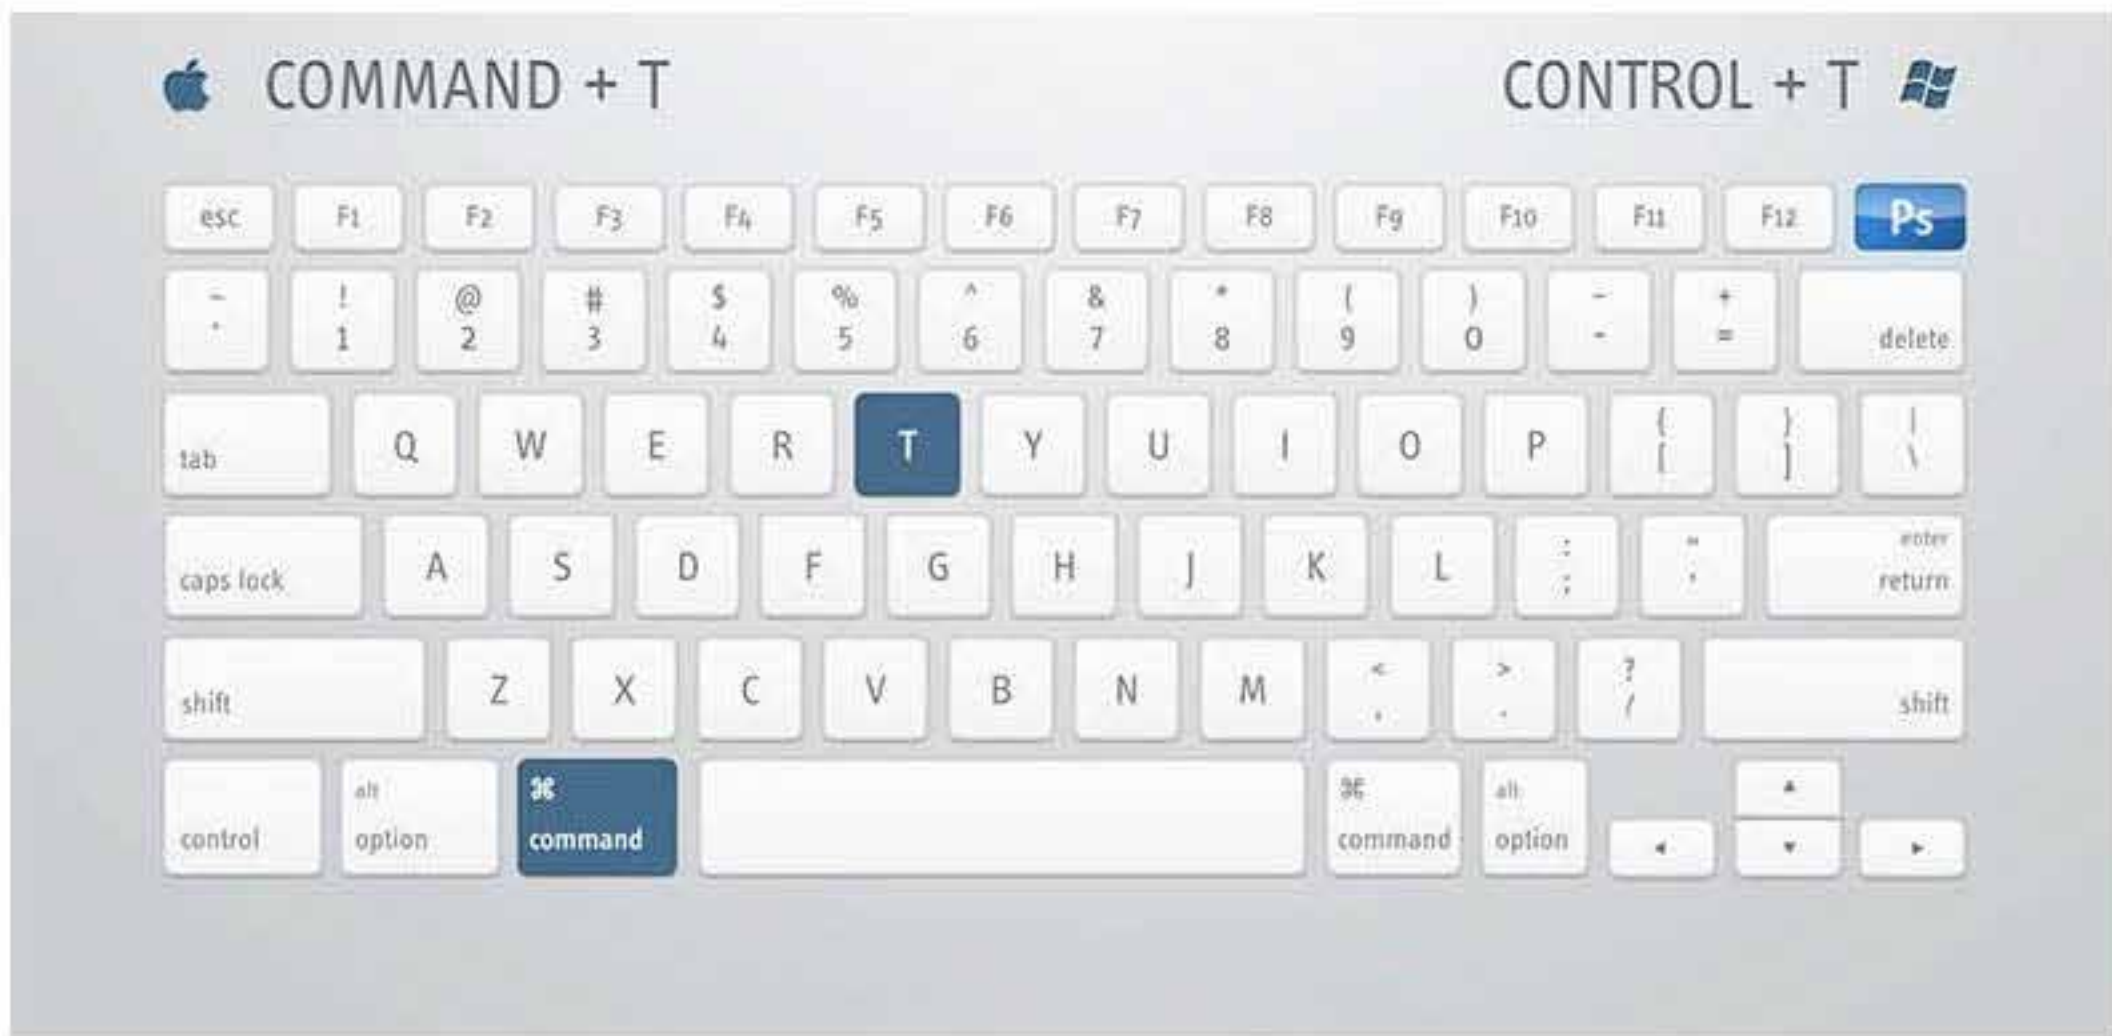 COMMAND + T CONTROL + T
esc F1 F2 F3 F4 F5 F6 F7 F8 F9 F10 F11 F12 Ps
~ ! @ # $ % ^ & * ( ) – +
` 1 2 3 4 5 6 7 8 9 0 - = delete
tab Q W E R T Y U I O P { } |
[ ] \
caps lock A S D F G H J K L : " enter
; ' return
shift Z X C V B N M < > ? shift
, . /
alt ⌘ ⌘ alt
control option command command option